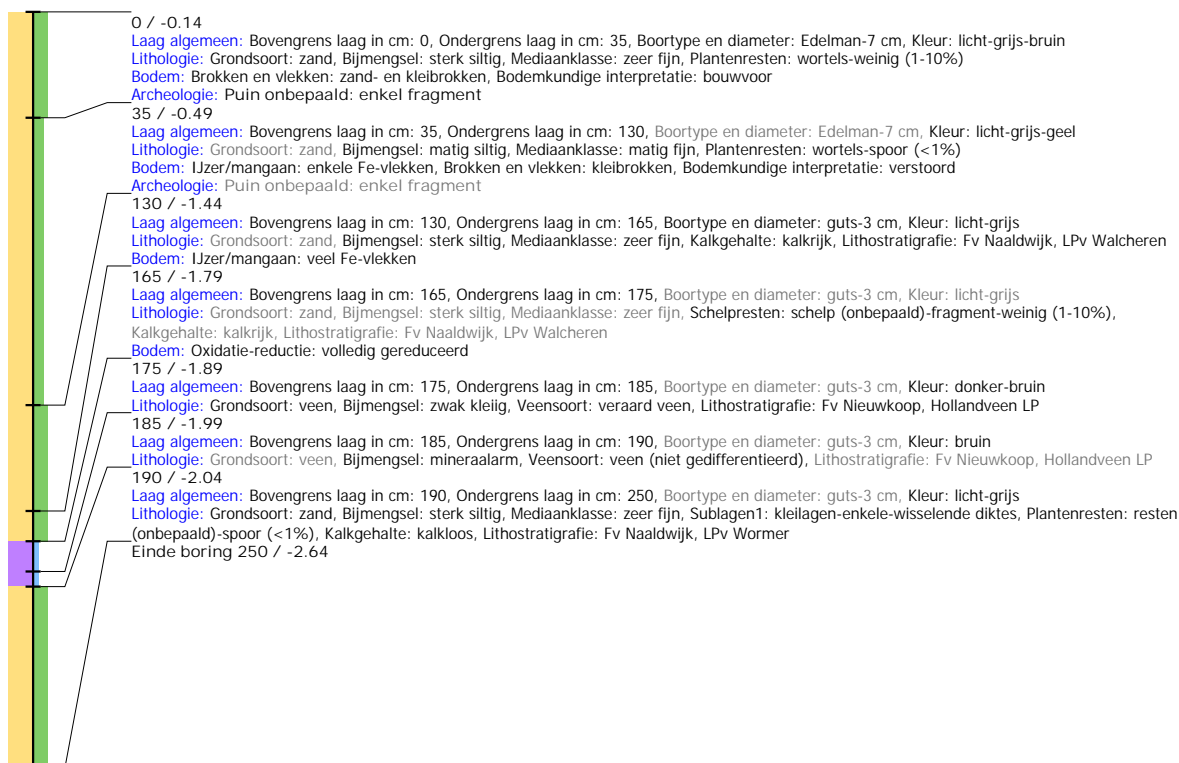 0 / -0.14
Laag algemeen: Bovengrens laag in cm: 0, Ondergrens laag in cm: 35, Boortype en diameter: Edelman-7 cm, Kleur: licht-grijs-bruin
Lithologie: Grondsoort: zand, Bijmengsel: sterk siltig, Mediaanklasse: zeer fijn, Plantenresten: wortels-weinig (1-10%)
Bodem: Brokken en vlekken: zand- en kleibrokken, Bodemkundige interpretatie: bouwvoor
Archeologie: Puin onbepaald: enkel fragment
35 / -0.49
Laag algemeen: Bovengrens laag in cm: 35, Ondergrens laag in cm: 130, Boortype en diameter: Edelman-7 cm, Kleur: licht-grijs-geel
Lithologie: Grondsoort: zand, Bijmengsel: matig siltig, Mediaanklasse: matig fijn, Plantenresten: wortels-spoor (<1%)
Bodem: IJzer/mangaan: enkele Fe-vlekken, Brokken en vlekken: kleibrokken, Bodemkundige interpretatie: verstoord
Archeologie: Puin onbepaald: enkel fragment
130 / -1.44
Laag algemeen: Bovengrens laag in cm: 130, Ondergrens laag in cm: 165, Boortype en diameter: guts-3 cm, Kleur: licht-grijs
Lithologie: Grondsoort: zand, Bijmengsel: sterk siltig, Mediaanklasse: zeer fijn, Kalkgehalte: kalkrijk, Lithostratigrafie: Fv Naaldwijk, LPv Walcheren
Bodem: IJzer/mangaan: veel Fe-vlekken
165 / -1.79
Laag algemeen: Bovengrens laag in cm: 165, Ondergrens laag in cm: 175, Boortype en diameter: guts-3 cm, Kleur: licht-grijs
Lithologie: Grondsoort: zand, Bijmengsel: sterk siltig, Mediaanklasse: zeer fijn, Schelpresten: schelp (onbepaald)-fragment-weinig (1-10%),
Kalkgehalte: kalkrijk, Lithostratigrafie: Fv Naaldwijk, LPv Walcheren
Bodem: Oxidatie-reductie: volledig gereduceerd
175 / -1.89
Laag algemeen: Bovengrens laag in cm: 175, Ondergrens laag in cm: 185, Boortype en diameter: guts-3 cm, Kleur: donker-bruin
Lithologie: Grondsoort: veen, Bijmengsel: zwak kleiig, Veensoort: veraard veen, Lithostratigrafie: Fv Nieuwkoop, Hollandveen LP
185 / -1.99
Laag algemeen: Bovengrens laag in cm: 185, Ondergrens laag in cm: 190, Boortype en diameter: guts-3 cm, Kleur: bruin
Lithologie: Grondsoort: veen, Bijmengsel: mineraalarm, Veensoort: veen (niet gedifferentieerd), Lithostratigrafie: Fv Nieuwkoop, Hollandveen LP
190 / -2.04
Laag algemeen: Bovengrens laag in cm: 190, Ondergrens laag in cm: 250, Boortype en diameter: guts-3 cm, Kleur: licht-grijs
Lithologie: Grondsoort: zand, Bijmengsel: sterk siltig, Mediaanklasse: zeer fijn, Sublagen1: kleilagen-enkele-wisselende diktes, Plantenresten: resten
(onbepaald)-spoor (<1%), Kalkgehalte: kalkloos, Lithostratigrafie: Fv Naaldwijk, LPv Wormer
Einde boring 250 / -2.64